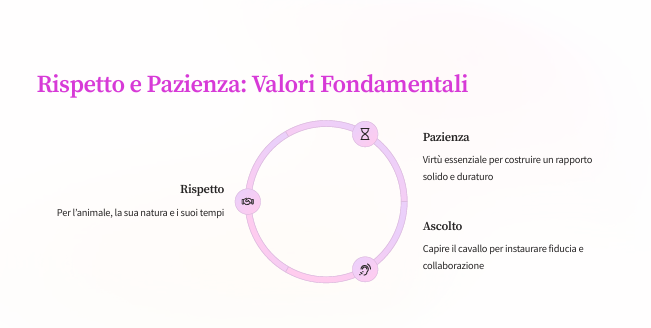 Rispetto e Pazienza: Valori Fondamentali
Rispetto
Per l'animale, la sua natura e i suoi tempi
Pazienza
Virtù essenziale per costruire un rapporto
solido e duraturo
Ascolto
Capire il cavallo per instaurare fiducia e
collaborazione